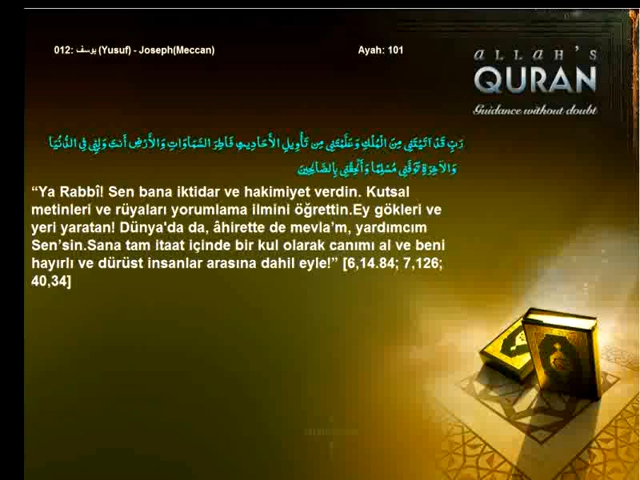 012: يوسف (Yusuf) - Joseph(Meccan)
Ayah: 101
ALLAH'S
QURAN
Guidance without doubt
رَبِّ قَدْ آتَيْتَنِي مِنَ الْمُلْكِ وَعَلَّمْتَنِي مِن تَأْوِيلِ الْأَحَادِيثِ فَاطِرَ السَّمَاوَاتِ وَالْأَرْضِ أَنتَ وَلِيِّي فِي الدُّنْيَا
وَالْآخِرَةِ تَوَفَّنِي مُسْلِمًا وَأَلْحِقْنِي بِالصَّالِحِينَ
“Ya Rabbî! Sen bana iktidar ve hakimiyet verdin. Kutsal
metinleri ve rüyaları yorumlama ilmini öğrettin.Ey gökleri ve
yeri yaratan! Dünya'da da, âhirette de mevla’m, yardımcım
Sen’sin.Sana tam itaat içinde bir kul olarak canımı al ve beni
hayırlı ve dürüst insanlar arasına dahil eyle!” [6,14.84; 7,126;
40,34]